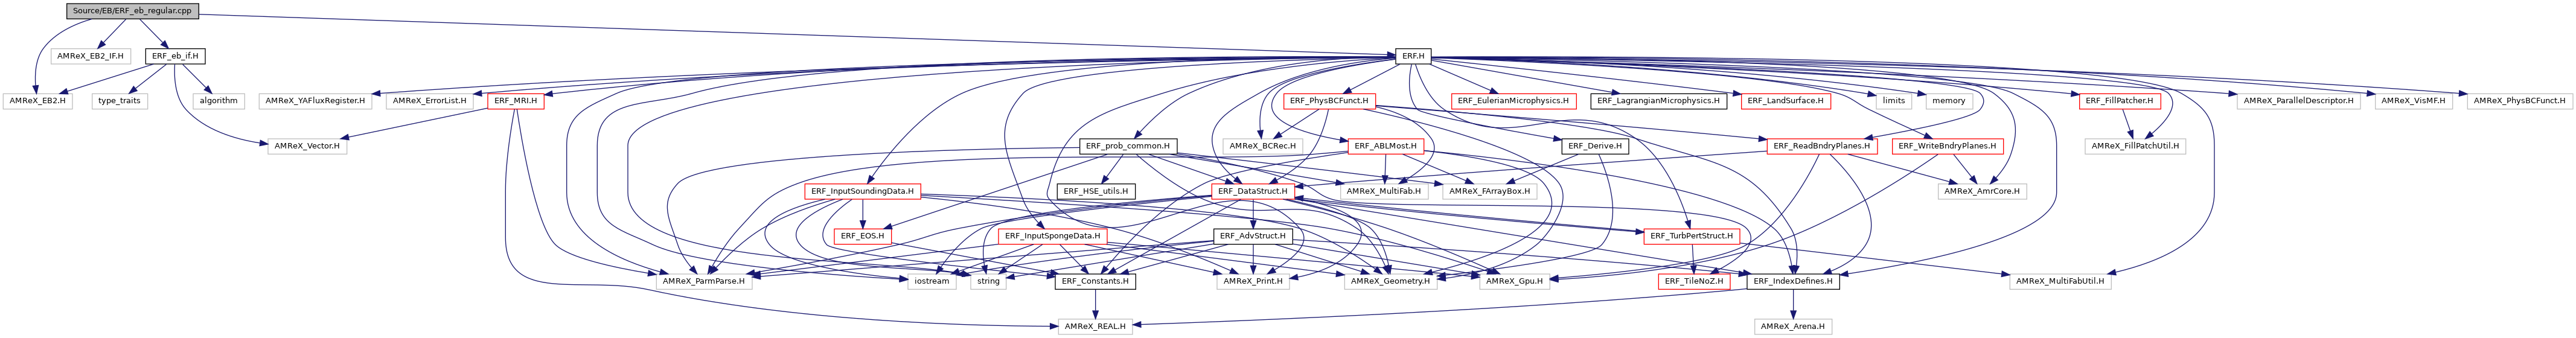 Source/EB/ERF_eb_regular.cpp
AMReX_EB2_IF.H
ERF_eb_if.H
ERF.H
AMReX_EB2.H
type_traits
algorithm
AMReX_YAFluxRegister.H
AMReX_ErrorList.H
ERF_MRI.H
ERF_PhysBCFunct.H
ERF_EulerianMicrophysics.H
ERF_LagrangianMicrophysics.H
ERF_LandSurface.H
limits
memory
ERF_FillPatcher.H
AMReX_ParallelDescriptor.H
AMReX_VisMF.H
AMReX_PhysBCFunct.H
AMReX_Vector.H
ERF_prob_common.H
AMReX_BCRec.H
ERF_ABLMost.H
ERF_Derive.H
ERF_ReadBndryPlanes.H
ERF_WriteBndryPlanes.H
AMReX_FillPatchUtil.H
ERF_InputSoundingData.H
ERF_HSE_utils.H
ERF_DataStruct.H
AMReX_MultiFab.H
AMReX_FArrayBox.H
AMReX_AmrCore.H
ERF_EOS.H
ERF_InputSpongeData.H
ERF_AdvStruct.H
ERF_TurbPertStruct.H
AMReX_ParmParse.H
iostream
string
ERF_Constants.H
AMReX_Print.H
AMReX_Geometry.H
AMReX_Gpu.H
ERF_TileNoZ.H
ERF_IndexDefines.H
AMReX_MultiFabUtil.H
AMReX_REAL.H
AMReX_Arena.H